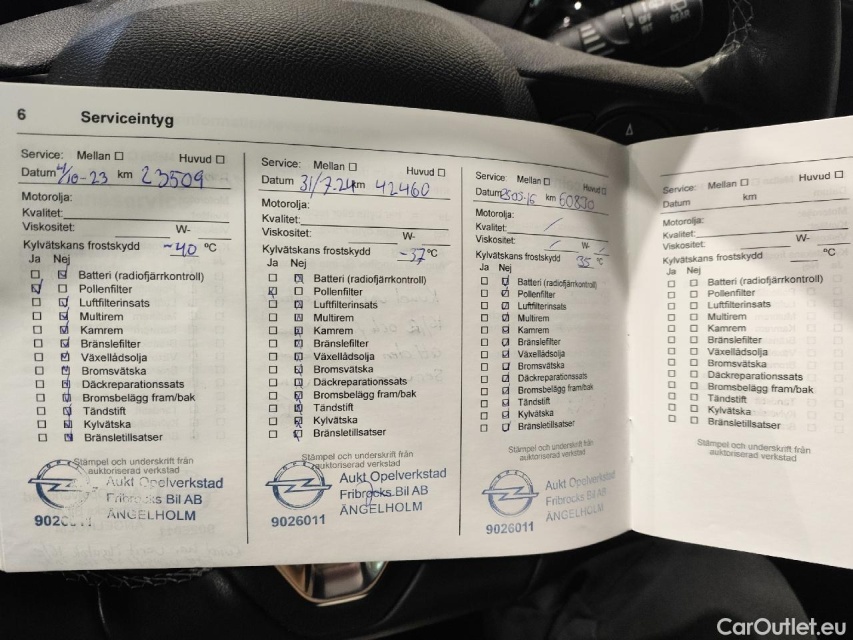 6 Serviceintyg
Service: Mellan ☐ Huvud ☐
Datum 4/10-23 km 23509
Motorolja:
Kvalitet:
Viskositet: W-
Kylvätskans frostskydd ~40 °C
Ja Nej
Batteri (radiofjärrkontroll)
Pollenfilter
Luftfilterinsats
Multirem
Kamrem
Bränslefilter
Växellådsolja
Bromsvätska
Däckreparationssats
Bromsbelägg fram/bak
Tändstift
Kylvätska
Bränsletillsatser
Stämpel och underskrift från
auktoriserad verkstad
Aukt Opelverkstad
Fribrocks Bil AB
ÄNGELHOLM
Service: Mellan ☐ Huvud ☐
Datum 31/7.24 km 42460
Motorolja:
Kvalitet:
Viskositet: W-
Kylvätskans frostskydd -37 °C
Ja Nej
Batteri (radiofjärrkontroll)
Pollenfilter
Luftfilterinsats
Multirem
Kamrem
Bränslefilter
Växellådsolja
Bromsvätska
Däckreparationssats
Bromsbelägg fram/bak
Tändstift
Kylvätska
Bränsletillsatser
Stämpel och underskrift från
auktoriserad verkstad
Aukt Opelverkstad
Fribrocks Bil AB
9026011 ÄNGELHOLM
Service: Mellan ☐ Huvud ☐
Datum km 60830
Motorolja:
Kvalitet: /
Viskositet: / W- /
Kylvätskans frostskydd 35 °C
Ja Nej
Batteri (radiofjärrkontroll)
Pollenfilter
Luftfilterinsats
Multirem
Kamrem
Bränslefilter
Växellådsolja
Bromsvätska
Däckreparationssats
Bromsbelägg fram/bak
Tändstift
Kylvätska
Bränsletillsatser
Stämpel och underskrift från
auktoriserad verkstad
Aukt Opelverkstad
Fribrocks Bil AB
9026011 ÄNGELHOLM
Service: Mellan ☐ Huvud ☐
Datum km
Motorolja:
Kvalitet:
Viskositet: W-
Kylvätskans frostskydd °C
Ja Nej
Batteri (radiofjärrkontroll)
Pollenfilter
Luftfilterinsats
Multirem
Kamrem
Bränslefilter
Växellådsolja
Bromsvätska
Däckreparationssats
Bromsbelägg fram/bak
Tändstift
Kylvätska
Bränsletillsatser
Stämpel och underskrift från
auktoriserad verkstad
CarOutlet.eu